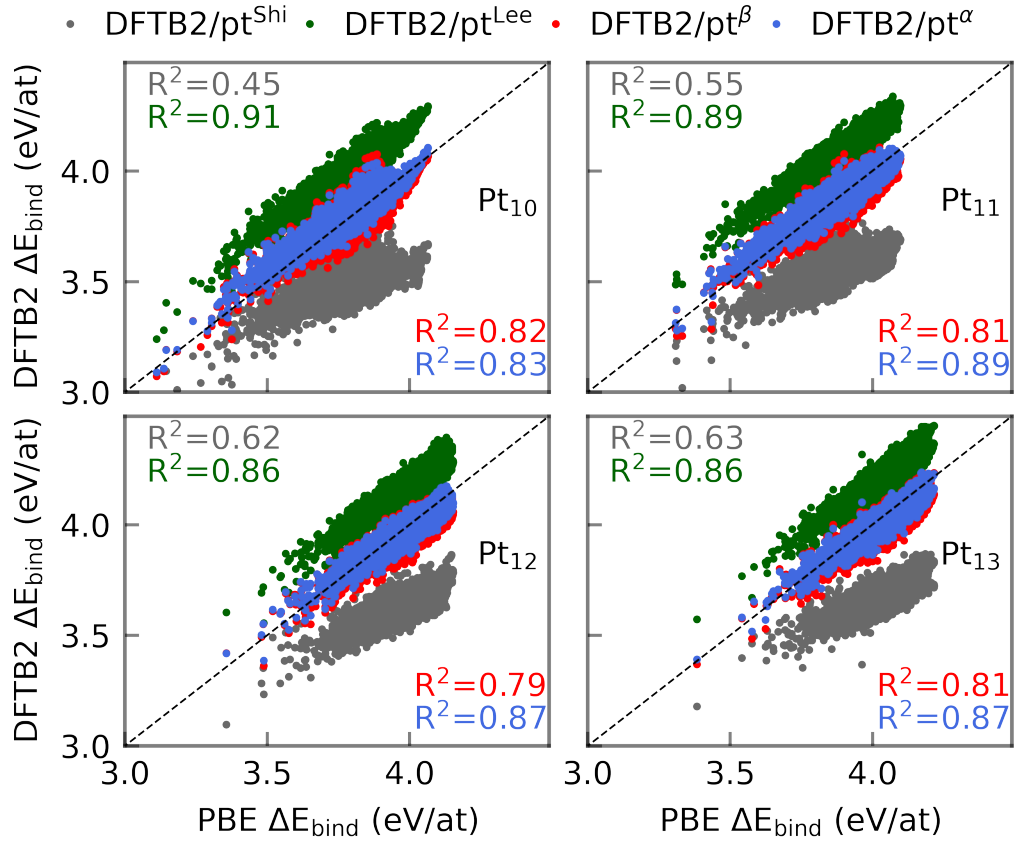 DFTB2/pt^Shi DFTB2/pt^Lee DFTB2/pt^β DFTB2/pt^α
DFTB2 ΔE_bind (eV/at)
4.0
3.5
3.0
R²=0.45
R²=0.91
Pt₁₀
R²=0.82
R²=0.83
R²=0.55
R²=0.89
Pt₁₁
R²=0.81
R²=0.89
DFTB2 ΔE_bind (eV/at)
4.0
3.5
3.0
R²=0.62
R²=0.86
Pt₁₂
R²=0.79
R²=0.87
R²=0.63
R²=0.86
Pt₁₃
R²=0.81
R²=0.87
3.0 3.5 4.0
3.0 3.5 4.0
PBE ΔE_bind (eV/at)
PBE ΔE_bind (eV/at)